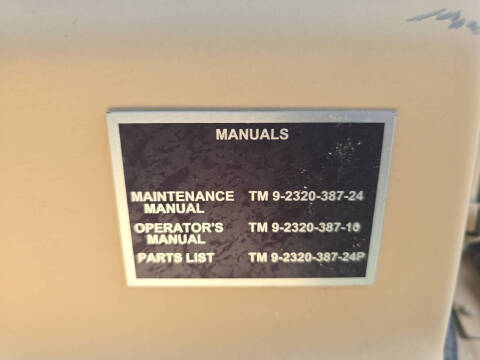 MANUALS
MAINTENANCE TM 9-2320-387-24
MANUAL
OPERATOR'S TM 9-2320-387-10
MANUAL
PARTS LIST TM 9-2320-387-24P